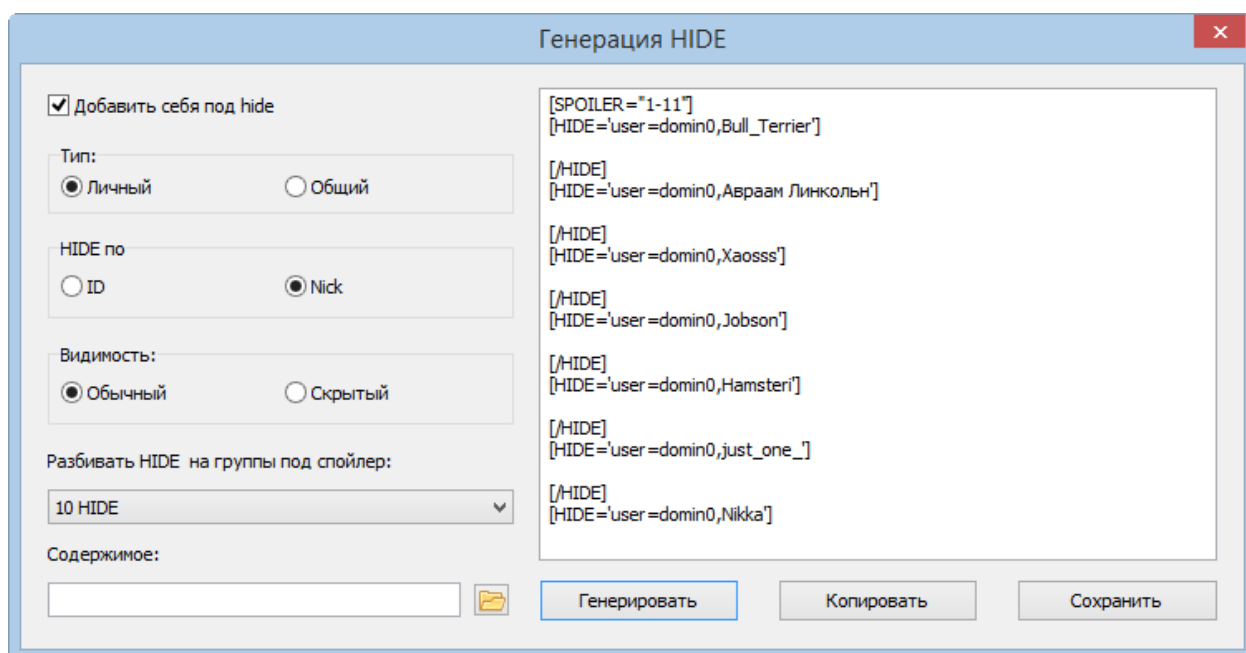 Генерация HIDE
Добавить себя под hide
Тип:
Личный
Общий
HIDE по
ID
Nick
Видимость:
Обычный
Скрытый
Разбивать HIDE на группы под спойлер:
10 HIDE
Содержимое:
[SPOILER="1-11"]
[HIDE='user=domin0,Bull_Terrier']
[/HIDE]
[HIDE='user=domin0,Авраам Линкольн']
[/HIDE]
[HIDE='user=domin0,Xaosss']
[/HIDE]
[HIDE='user=domin0,Jobson']
[/HIDE]
[HIDE='user=domin0,Hamsteri']
[/HIDE]
[HIDE='user=domin0,just_one_']
[/HIDE]
[HIDE='user=domin0,Nikka']
Генерировать
Копировать
Сохранить